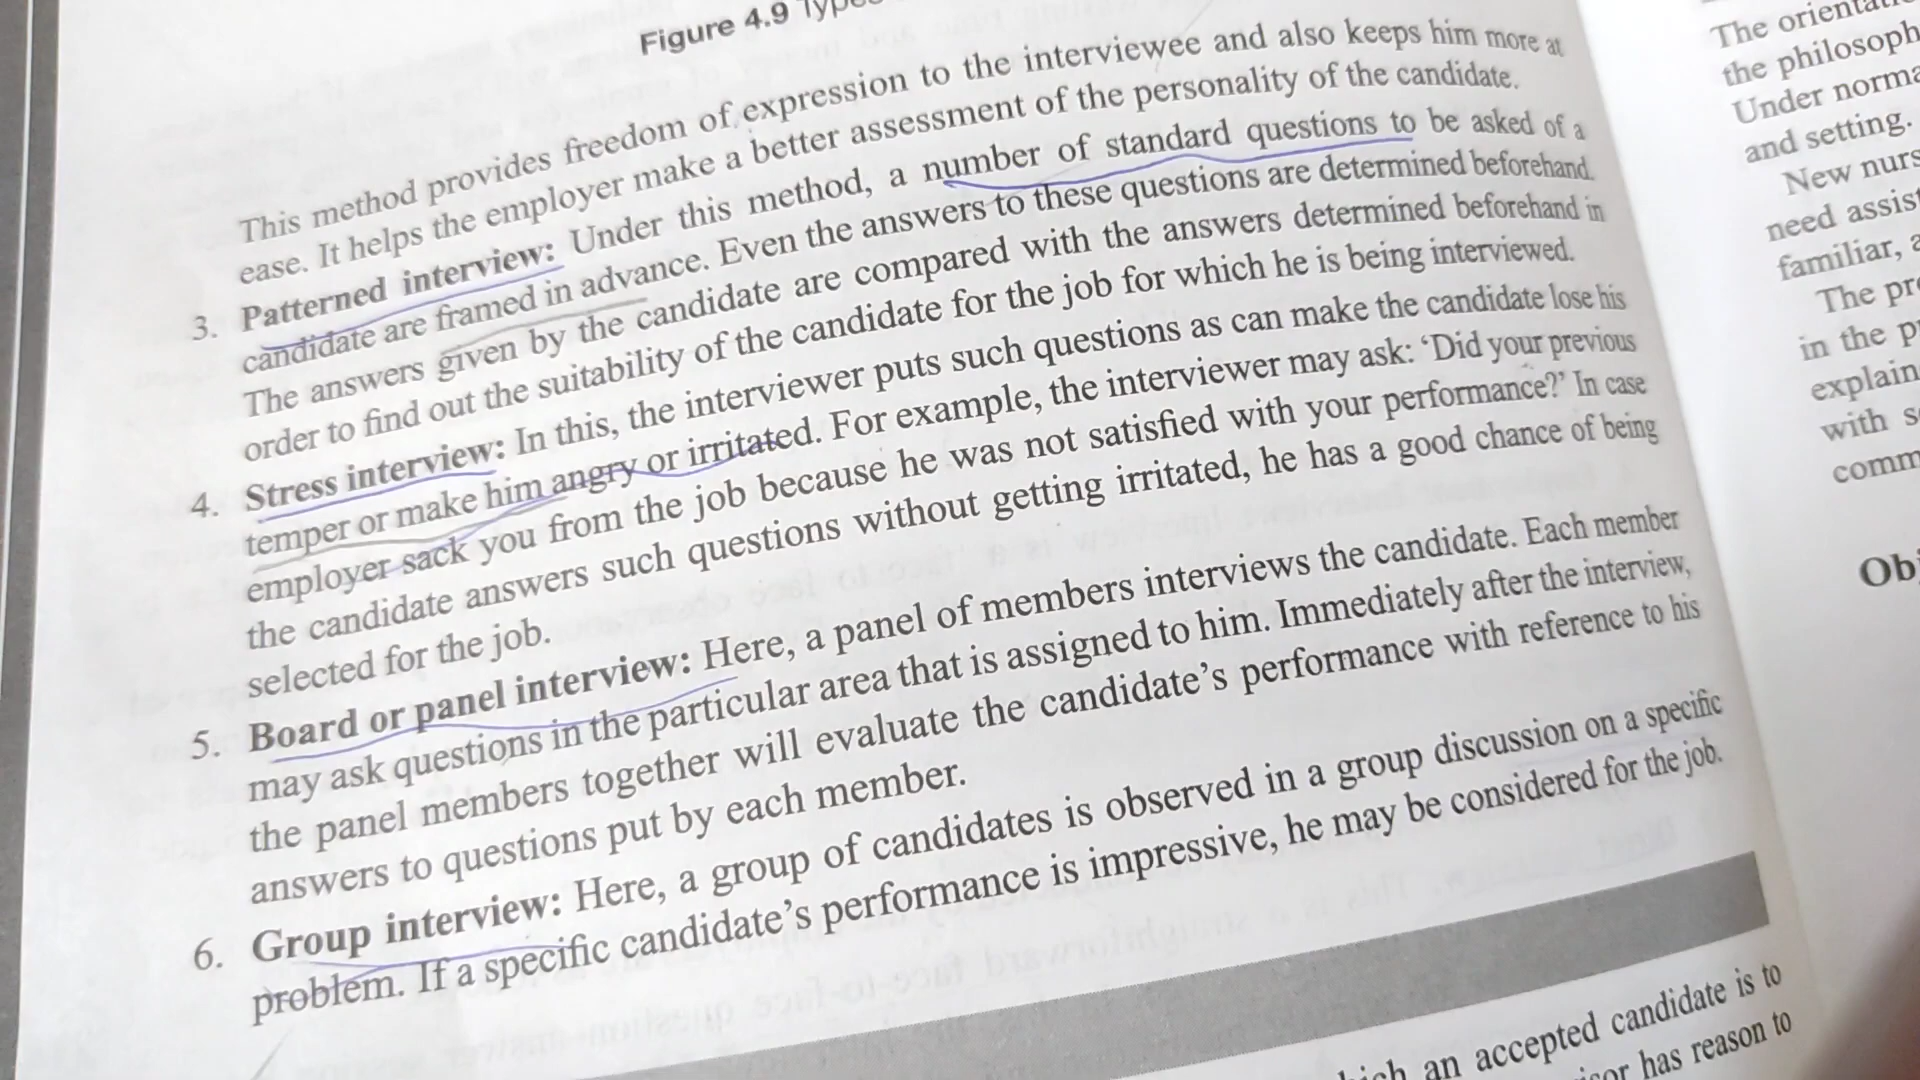 Figure 4.9 Types
This method provides freedom of expression to the interviewee and also keeps him more at
ease. It helps the employer make a better assessment of the personality of the candidate.
3. Patterned interview: Under this method, a number of standard questions to be asked of a
candidate are framed in advance. Even the answers to these questions are determined beforehand.
The answers given by the candidate are compared with the answers determined beforehand in
order to find out the suitability of the candidate for the job for which he is being interviewed.
4. Stress interview: In this, the interviewer puts such questions as can make the candidate lose his
temper or make him angry or irritated. For example, the interviewer may ask: ‘Did your previous
employer sack you from the job because he was not satisfied with your performance?’ In case
the candidate answers such questions without getting irritated, he has a good chance of being
selected for the job.
5. Board or panel interview: Here, a panel of members interviews the candidate. Each member
may ask questions in the particular area that is assigned to him. Immediately after the interview,
the panel members together will evaluate the candidate’s performance with reference to his
answers to questions put by each member.
6. Group interview: Here, a group of candidates is observed in a group discussion on a specific
problem. If a specific candidate’s performance is impressive, he may be considered for the job.
an accepted candidate is to
has reason to
The
the
Under
and setting.
New
need
familiar,
The
in the
explain
with
Ob